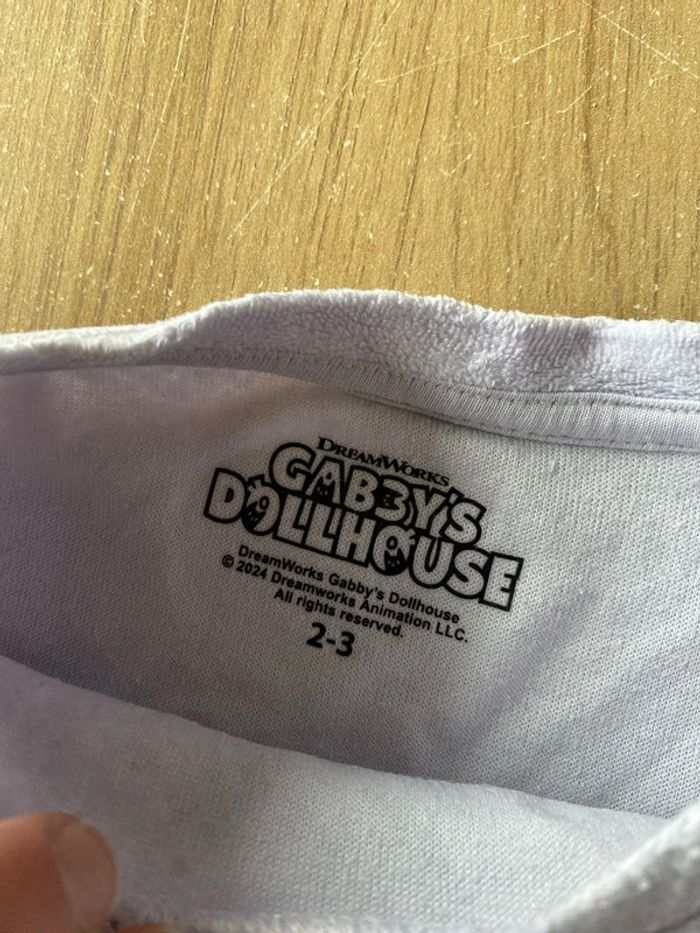 DREAMWORKS
GABBY'S
DOLLHOUSE
DreamWorks Gabby's Dollhouse
© 2024 Dreamworks Animation LLC.
All rights reserved.
2-3